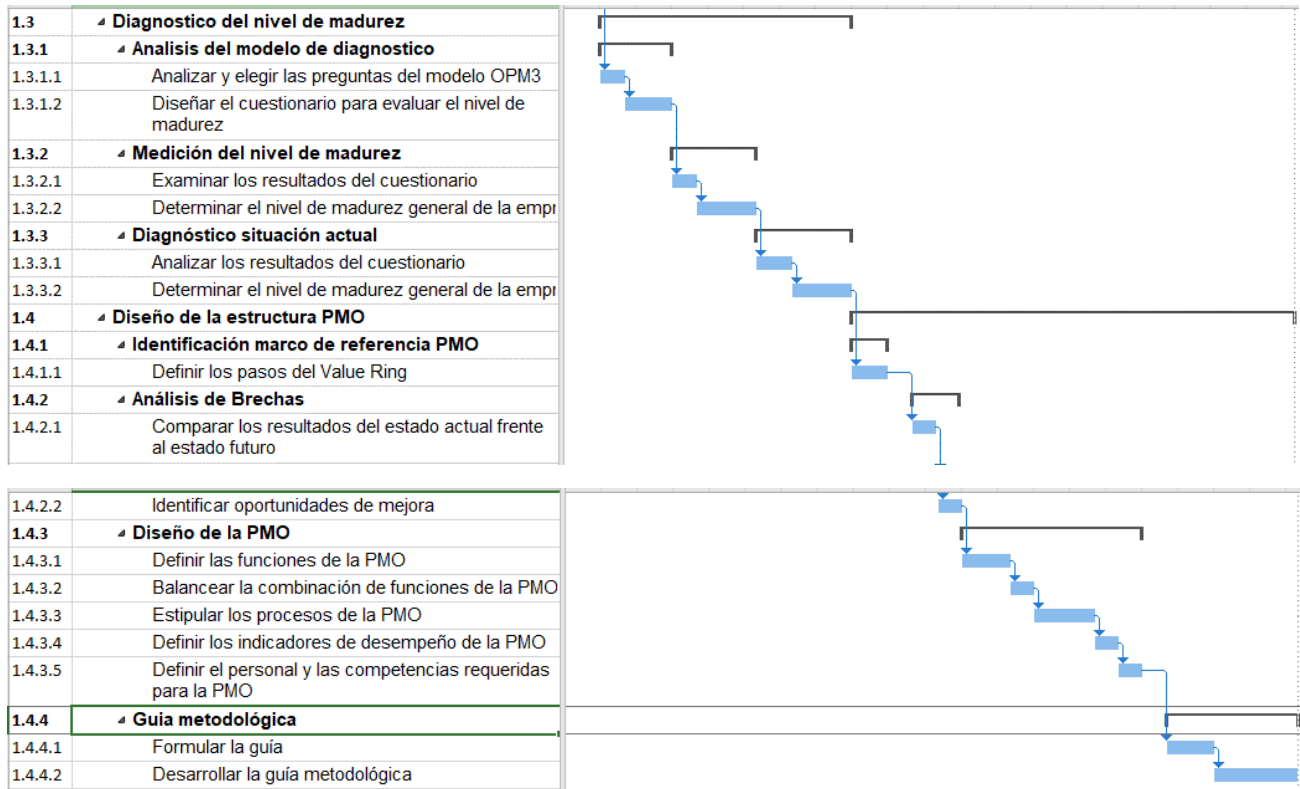 1.3 Diagnostico del nivel de madurez
1.3.1 Analisis del modelo de diagnostico
1.3.1.1 Analizar y elegir las preguntas del modelo OPM3
1.3.1.2 Diseñar el cuestionario para evaluar el nivel de
madurez
1.3.2 Medición del nivel de madurez
1.3.2.1 Examinar los resultados del cuestionario
1.3.2.2 Determinar el nivel de madurez general de la empr
1.3.3 Diagnóstico situación actual
1.3.3.1 Analizar los resultados del cuestionario
1.3.3.2 Determinar el nivel de madurez general de la empr
1.4 Diseño de la estructura PMO
1.4.1 Identificación marco de referencia PMO
1.4.1.1 Definir los pasos del Value Ring
1.4.2 Análisis de Brechas
1.4.2.1 Comparar los resultados del estado actual frente
al estado futuro
1.4.2.2 Identificar oportunidades de mejora
1.4.3 Diseño de la PMO
1.4.3.1 Definir las funciones de la PMO
1.4.3.2 Balancear la combinación de funciones de la PMO
1.4.3.3 Estipular los procesos de la PMO
1.4.3.4 Definir los indicadores de desempeño de la PMO
1.4.3.5 Definir el personal y las competencias requeridas
para la PMO
1.4.4 Guia metodológica
1.4.4.1 Formular la guía
1.4.4.2 Desarrollar la guía metodológica